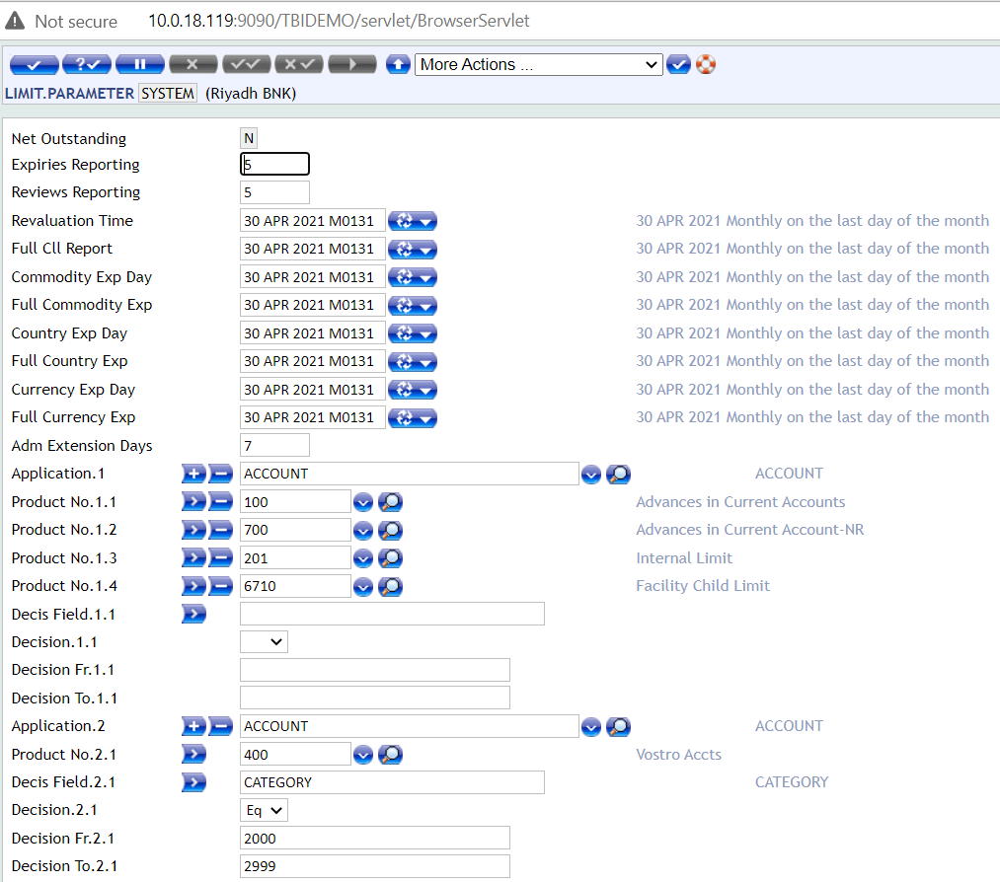 Not secure 10.0.18.119:9090/TBIDEMO/servlet/BrowserServlet
More Actions ...
LIMIT.PARAMETER SYSTEM (Riyadh BNK)
Net Outstanding N
Expiries Reporting 5
Reviews Reporting 5
Revaluation Time 30 APR 2021 M0131 30 APR 2021 Monthly on the last day of the month
Full Cll Report 30 APR 2021 M0131 30 APR 2021 Monthly on the last day of the month
Commodity Exp Day 30 APR 2021 M0131 30 APR 2021 Monthly on the last day of the month
Full Commodity Exp 30 APR 2021 M0131 30 APR 2021 Monthly on the last day of the month
Country Exp Day 30 APR 2021 M0131 30 APR 2021 Monthly on the last day of the month
Full Country Exp 30 APR 2021 M0131 30 APR 2021 Monthly on the last day of the month
Currency Exp Day 30 APR 2021 M0131 30 APR 2021 Monthly on the last day of the month
Full Currency Exp 30 APR 2021 M0131 30 APR 2021 Monthly on the last day of the month
Adm Extension Days 7
Application.1 ACCOUNT ACCOUNT
Product No.1.1 100 Advances in Current Accounts
Product No.1.2 700 Advances in Current Account-NR
Product No.1.3 201 Internal Limit
Product No.1.4 6710 Facility Child Limit
Decis Field.1.1
Decision.1.1
Decision Fr.1.1
Decision To.1.1
Application.2 ACCOUNT ACCOUNT
Product No.2.1 400 Vostro Accts
Decis Field.2.1 CATEGORY CATEGORY
Decision.2.1 Eq
Decision Fr.2.1 2000
Decision To.2.1 2999